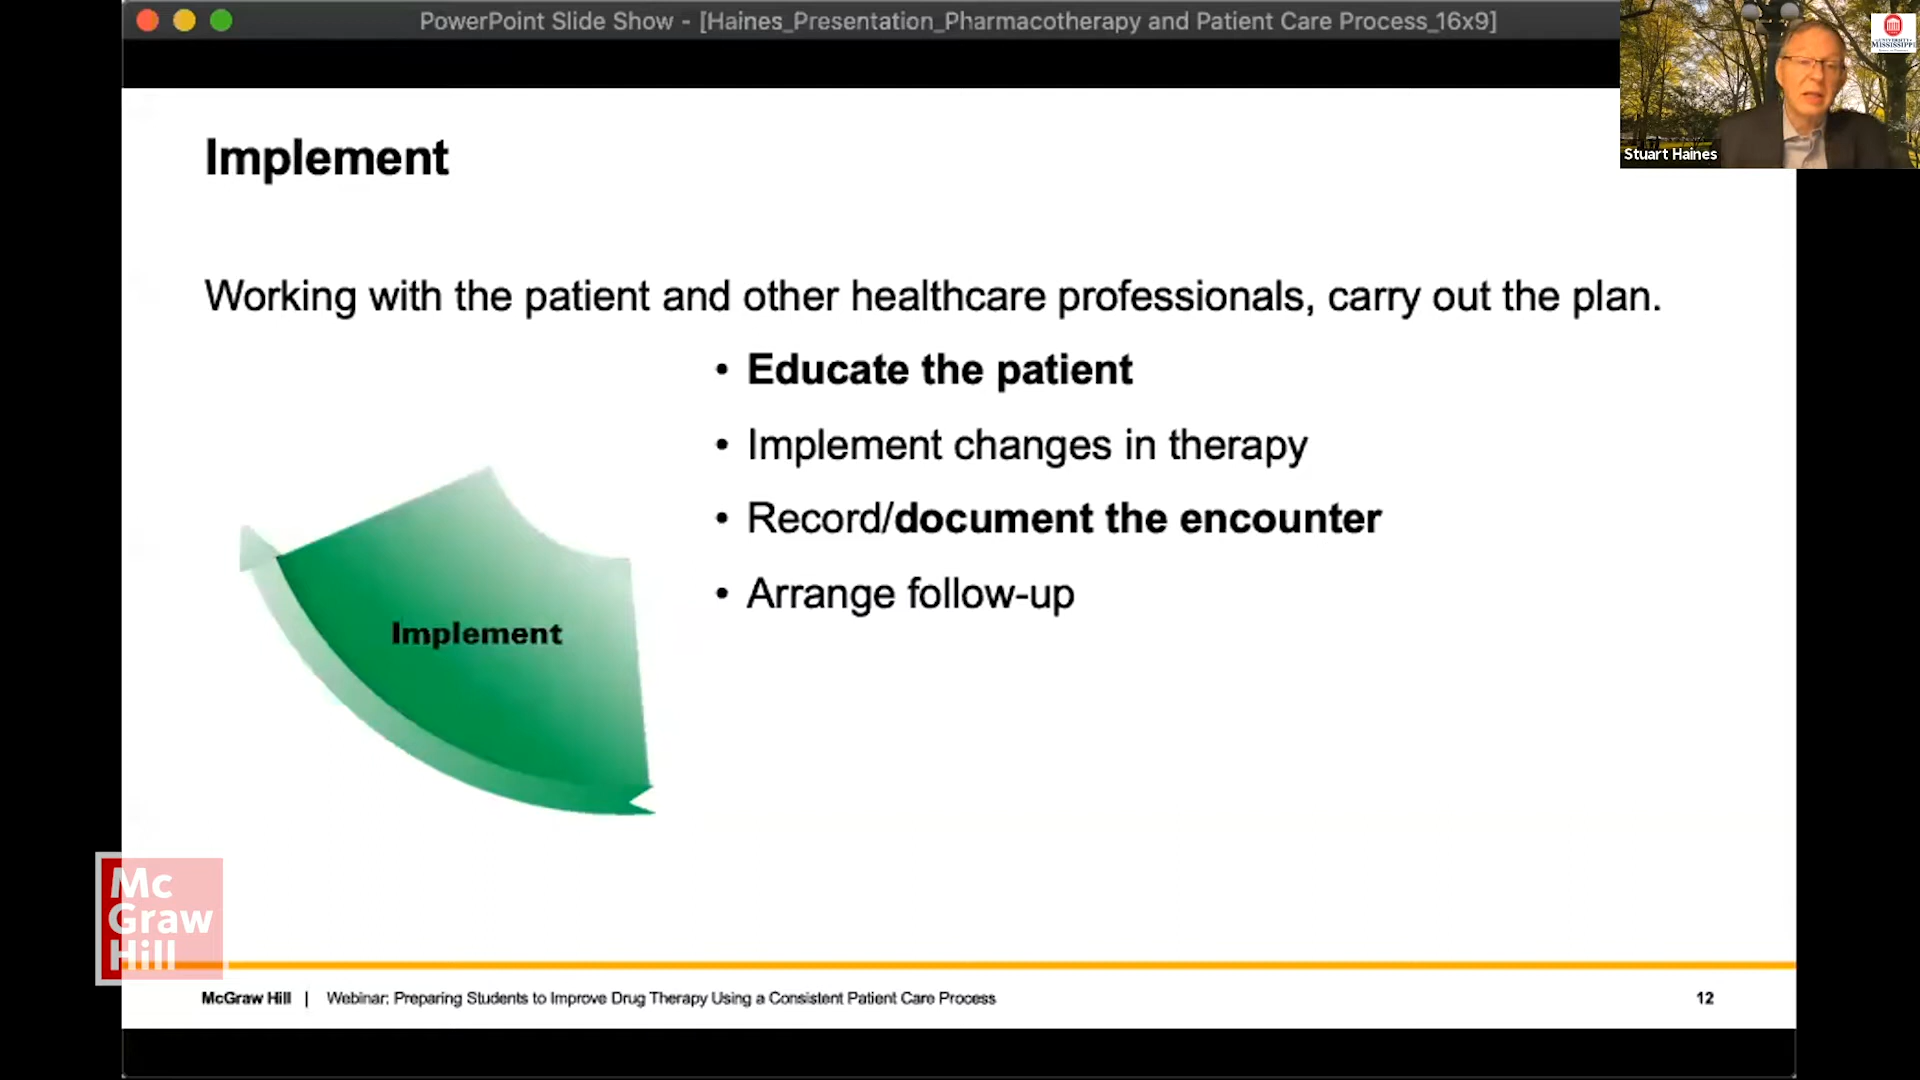 PowerPoint Slide Show - [Haines_Presentation_Pharmacotherapy and Patient Care Process_16x9]
Stuart Haines
Implement
Working with the patient and other healthcare professionals, carry out the plan.
• Educate the patient
• Implement changes in therapy
• Record/document the encounter
• Arrange follow-up
Implement
Mc
Graw
Hill
McGraw Hill | Webinar: Preparing Students to Improve Drug Therapy Using a Consistent Patient Care Process
12